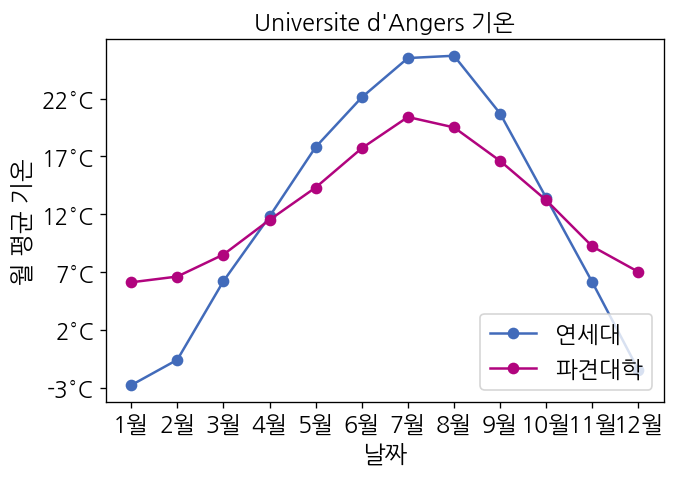 Universite d'Angers 기온
월 평균 기온
22˚C
17˚C
12˚C
7˚C
2˚C
-3˚C
연세대
파견대학
1월 2월 3월 4월 5월 6월 7월 8월 9월 10월 11월 12월
날짜